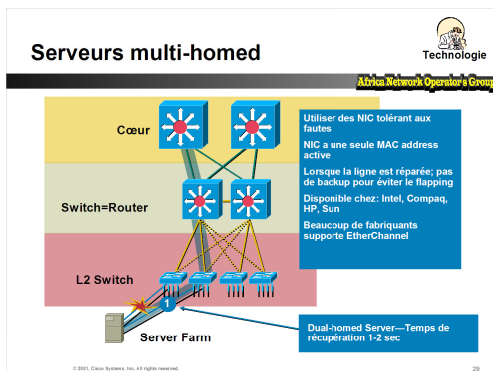 Serveurs multi-homed
Technologie
Africa Network Operator's Group
Cœur
Switch=Router
L2 Switch
Server Farm
1
Utiliser des NIC tolérant aux
fautes
NIC a une seule MAC address
active
Lorsque la ligne est réparée; pas
de backup pour éviter le flapping
Disponible chez: Intel, Compaq,
HP, Sun
Beaucoup de fabriquants
supporte EtherChannel
Dual-homed Server—Temps de
récupération 1-2 sec
© 2001, Cisco Systems, Inc. All rights reserved.
29